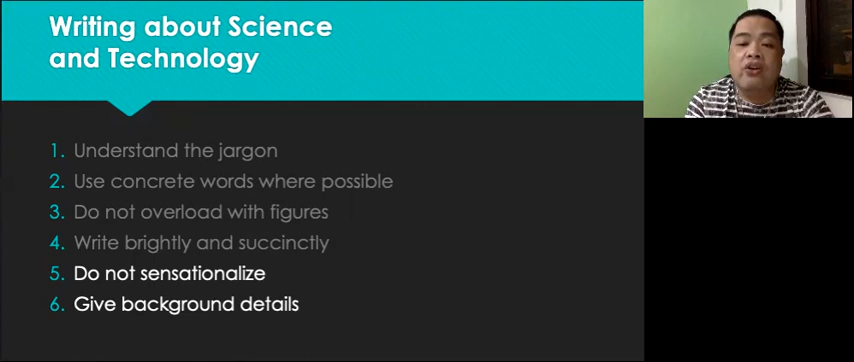 Writing about Science
and Technology
1. Understand the jargon
2. Use concrete words where possible
3. Do not overload with figures
4. Write brightly and succinctly
5. Do not sensationalize
6. Give background details